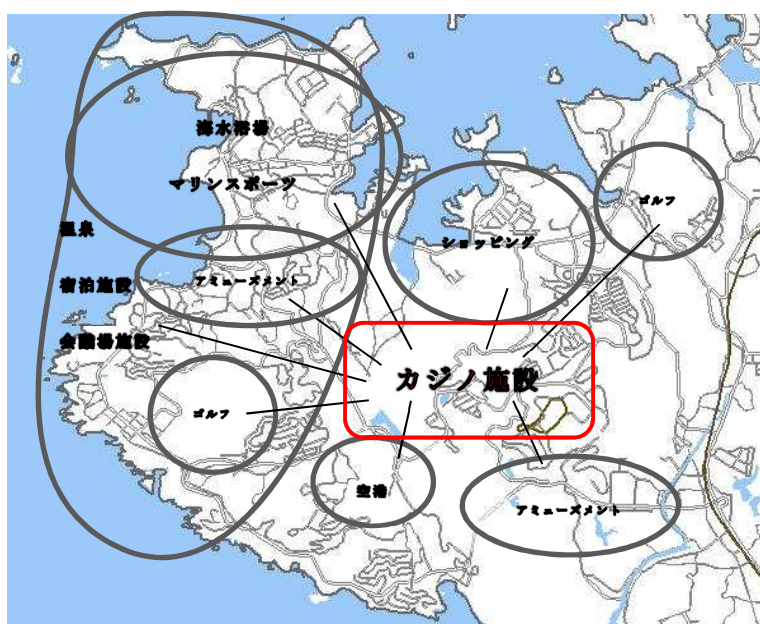 海水浴場
マリンスポーツ
ゴルフ
温泉
ショッピング
宿泊施設
アミューズメント
会議場施設
カジノ施設
ゴルフ
空港
アミューズメント